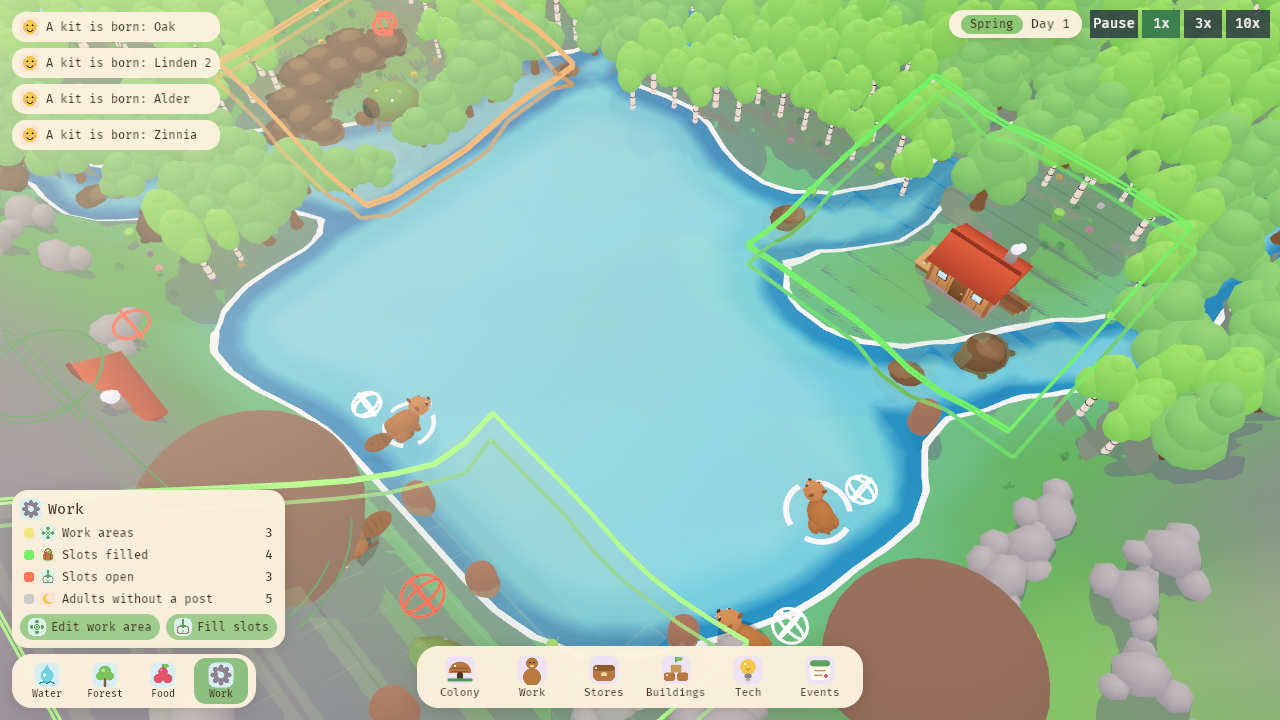 A kit is born: Oak
A kit is born: Linden 2
A kit is born: Alder
A kit is born: Zinnia
Spring Day 1
Pause 1x 3x 10x
Work
Work areas 3
Slots filled 4
Slots open 3
Adults without a post 5
Edit work area Fill slots
Water Forest Food Work
Colony Work Stores Buildings Tech Events